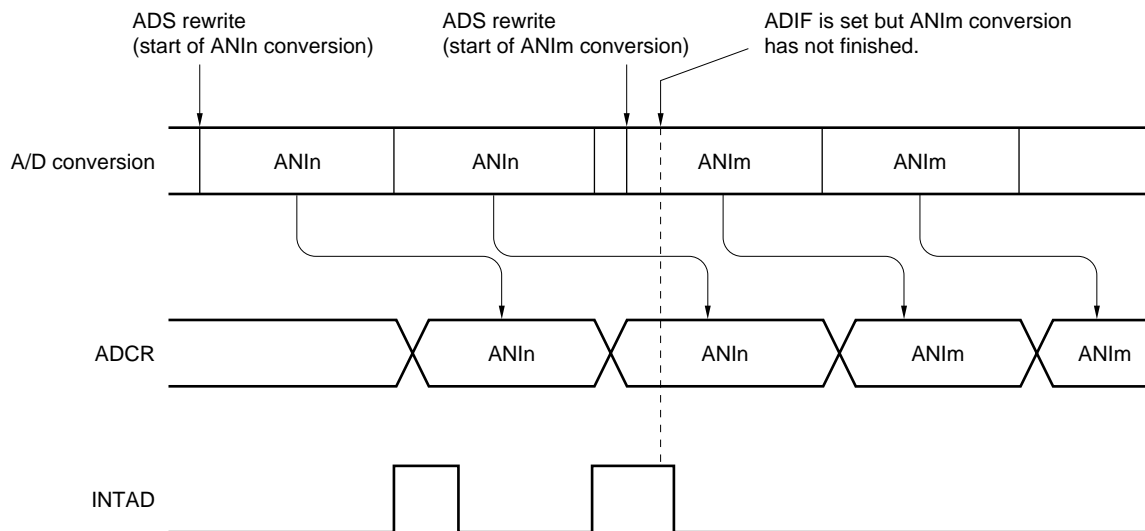 ADS rewrite
(start of ANIn conversion)
ADS rewrite
(start of ANIm conversion)
ADIF is set but ANIm conversion
has not finished.
A/D conversion
ANIn
ANIn
ANIm
ANIm
ADCR
ANIn
ANIn
ANIm
ANIm
INTAD